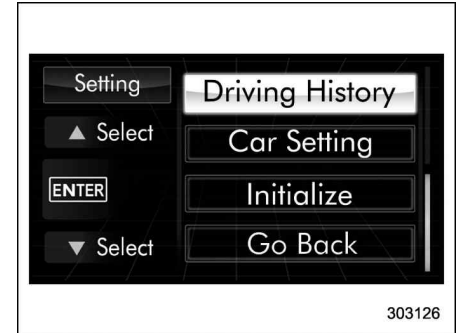 Setting
Driving History
▲ Select
Car Setting
ENTER
Initialize
▼ Select
Go Back
303126